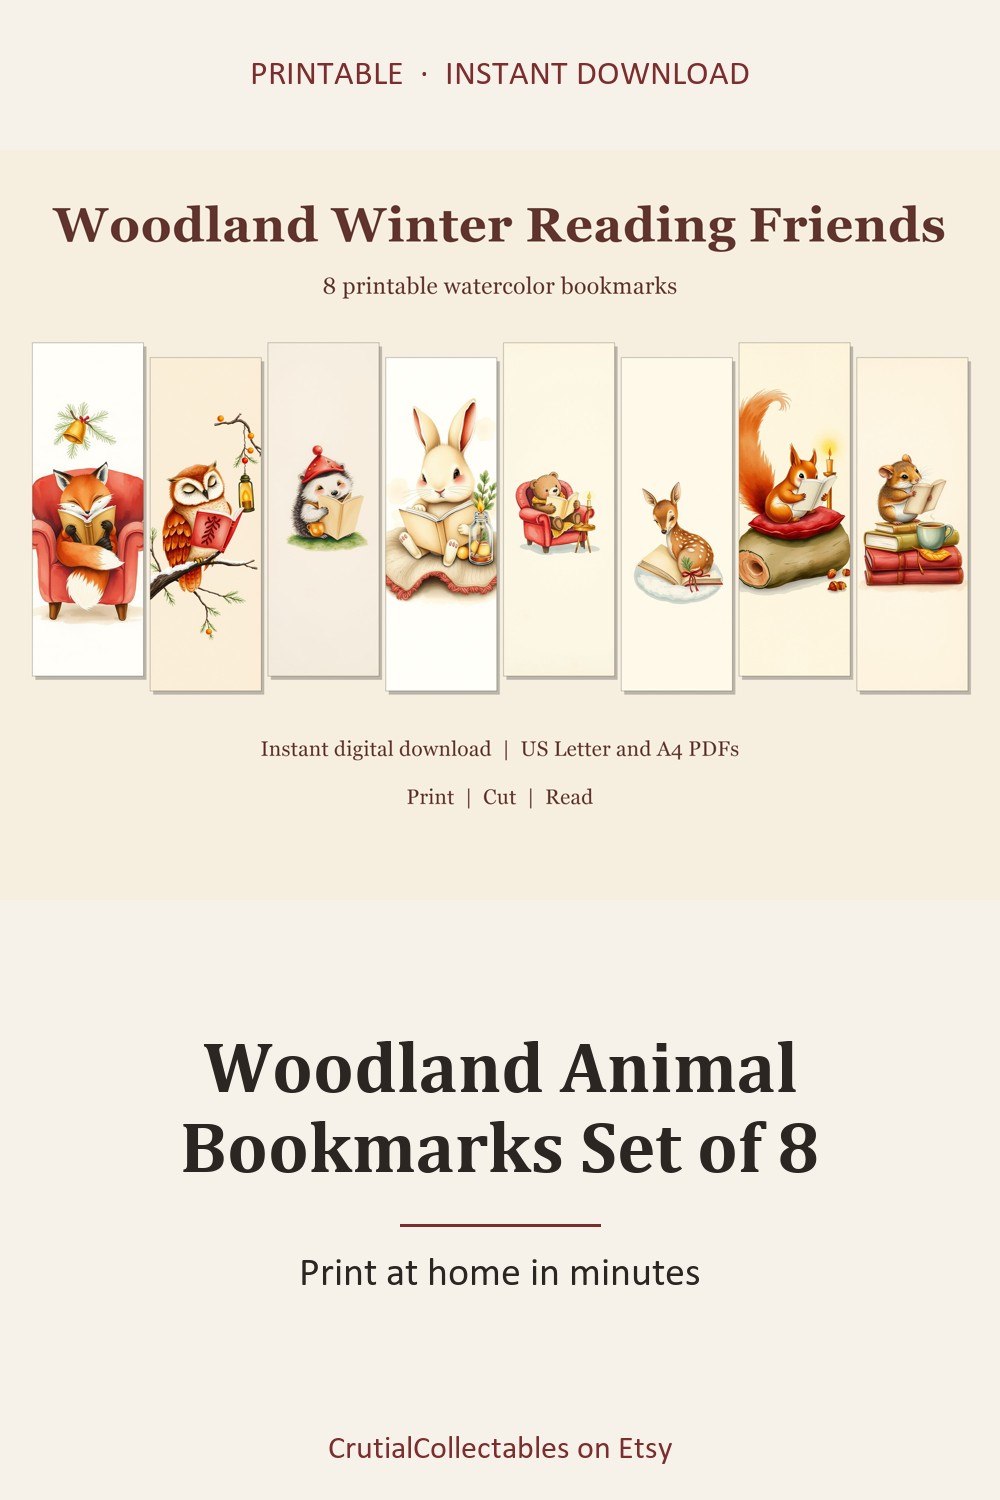 PRINTABLE · INSTANT DOWNLOAD
Woodland Winter Reading Friends
8 printable watercolor bookmarks
Instant digital download | US Letter and A4 PDFs
Print | Cut | Read
Woodland Animal
Bookmarks Set of 8
Print at home in minutes
CrutialCollectables on Etsy